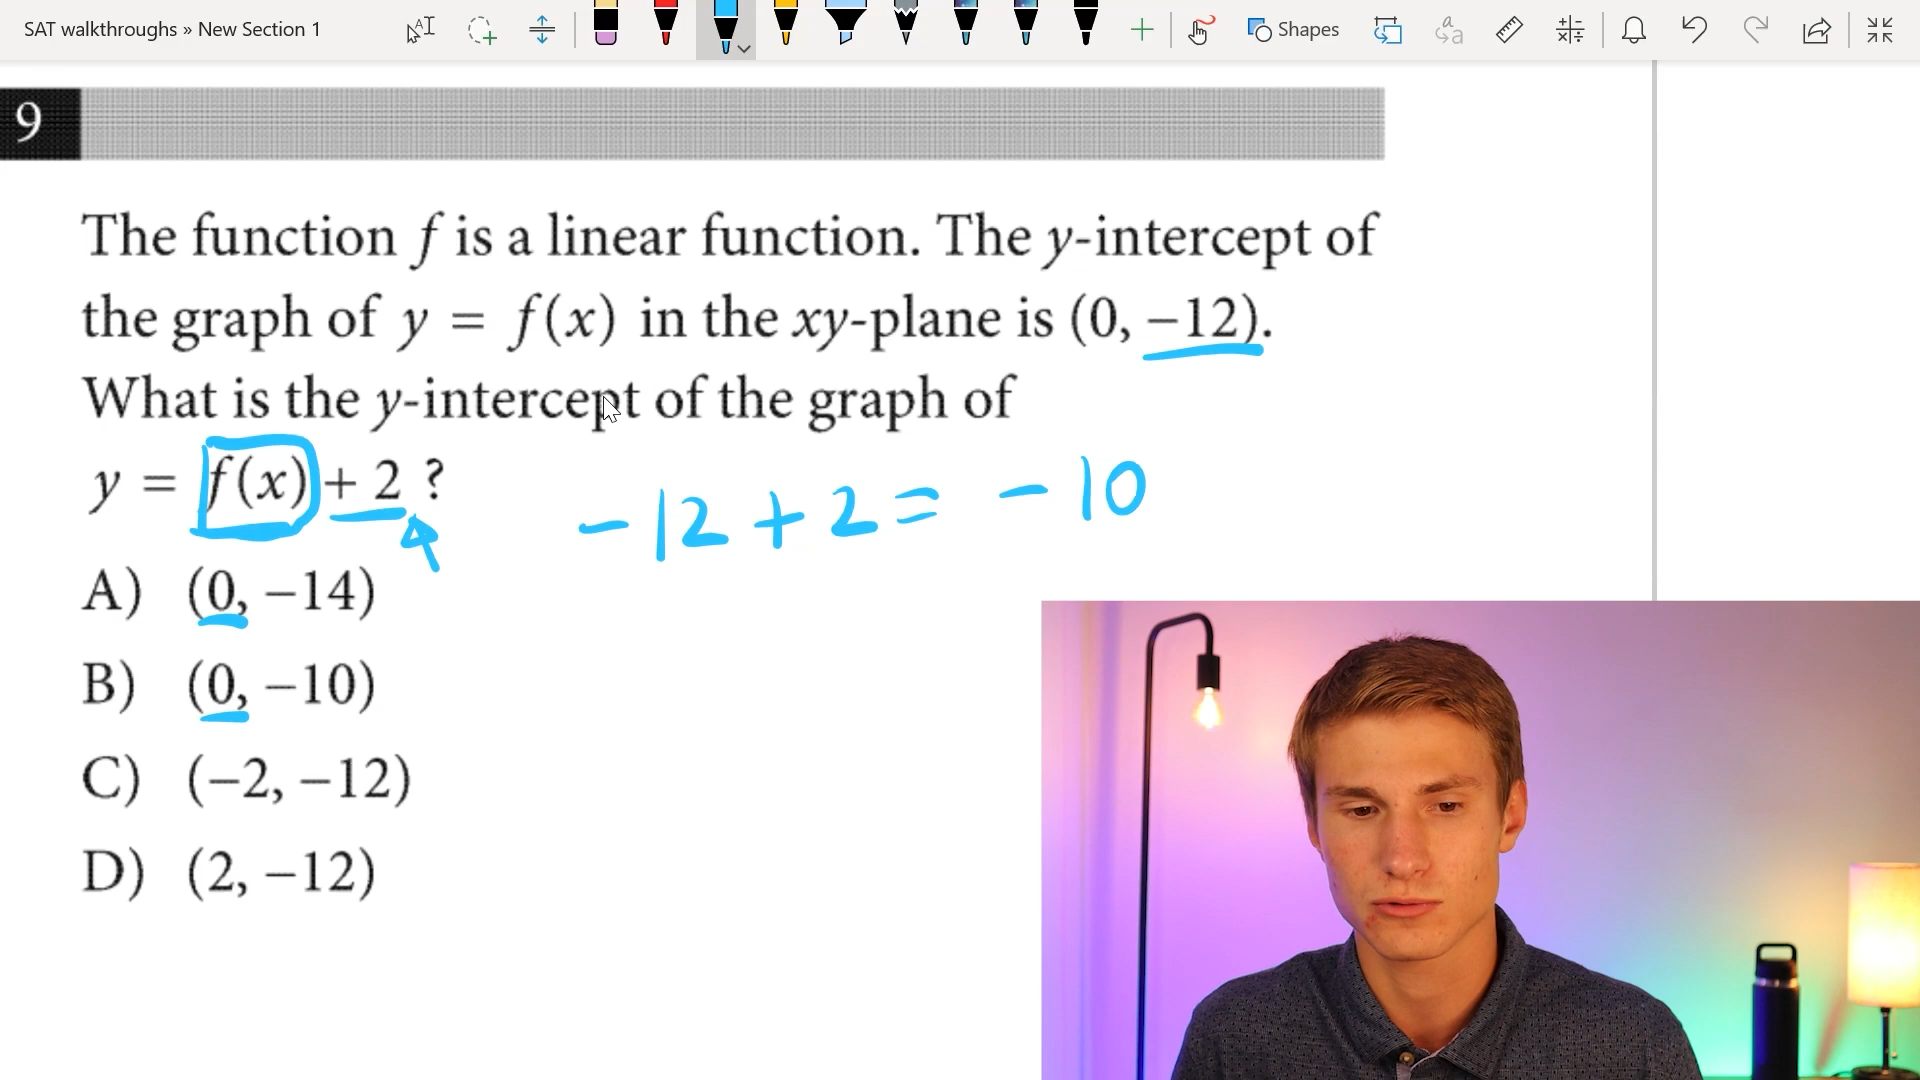 SAT walkthroughs » New Section 1
Shapes
9
The function f is a linear function. The y-intercept of
the graph of y = f(x) in the xy-plane is (0, −12).
What is the y-intercept of the graph of
y = f(x) + 2 ?
-12 + 2 = -10
A) (0, −14)
B) (0, −10)
C) (−2, −12)
D) (2, −12)